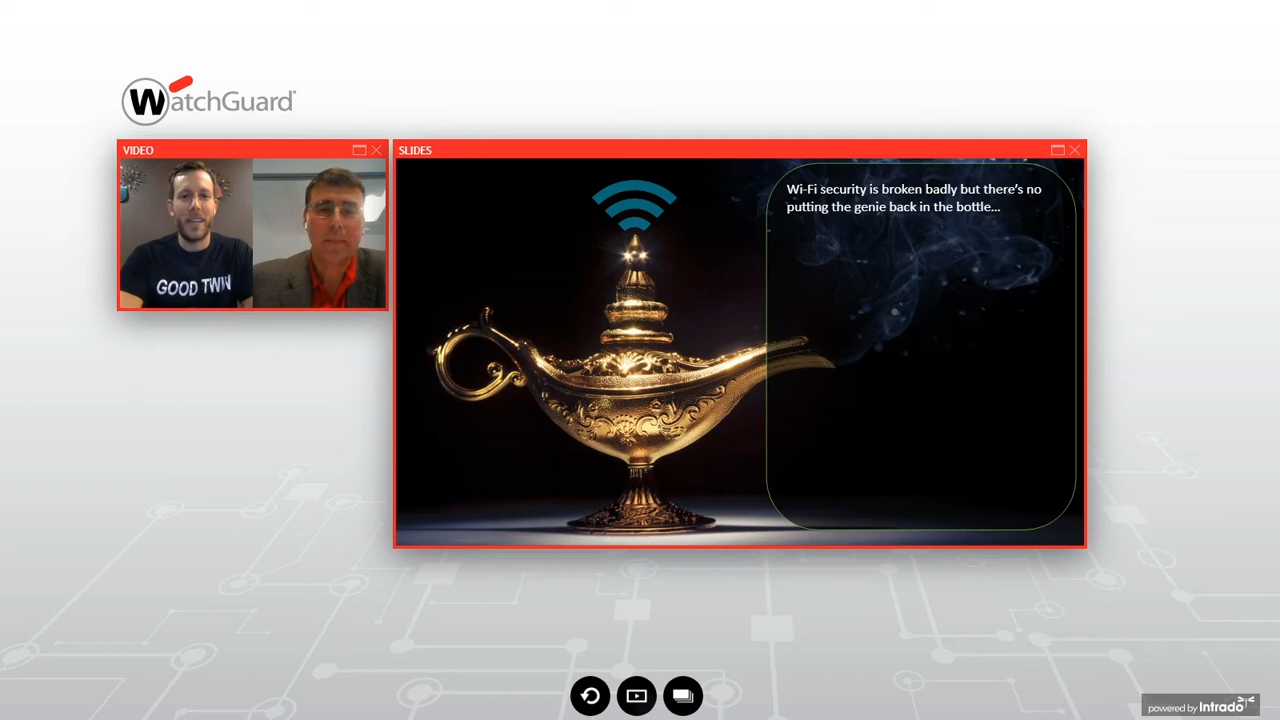 WatchGuard
VIDEO
SLIDES
GOOD TWIN
Wi-Fi security is broken badly but there's no
putting the genie back in the bottle...
powered by Intrado